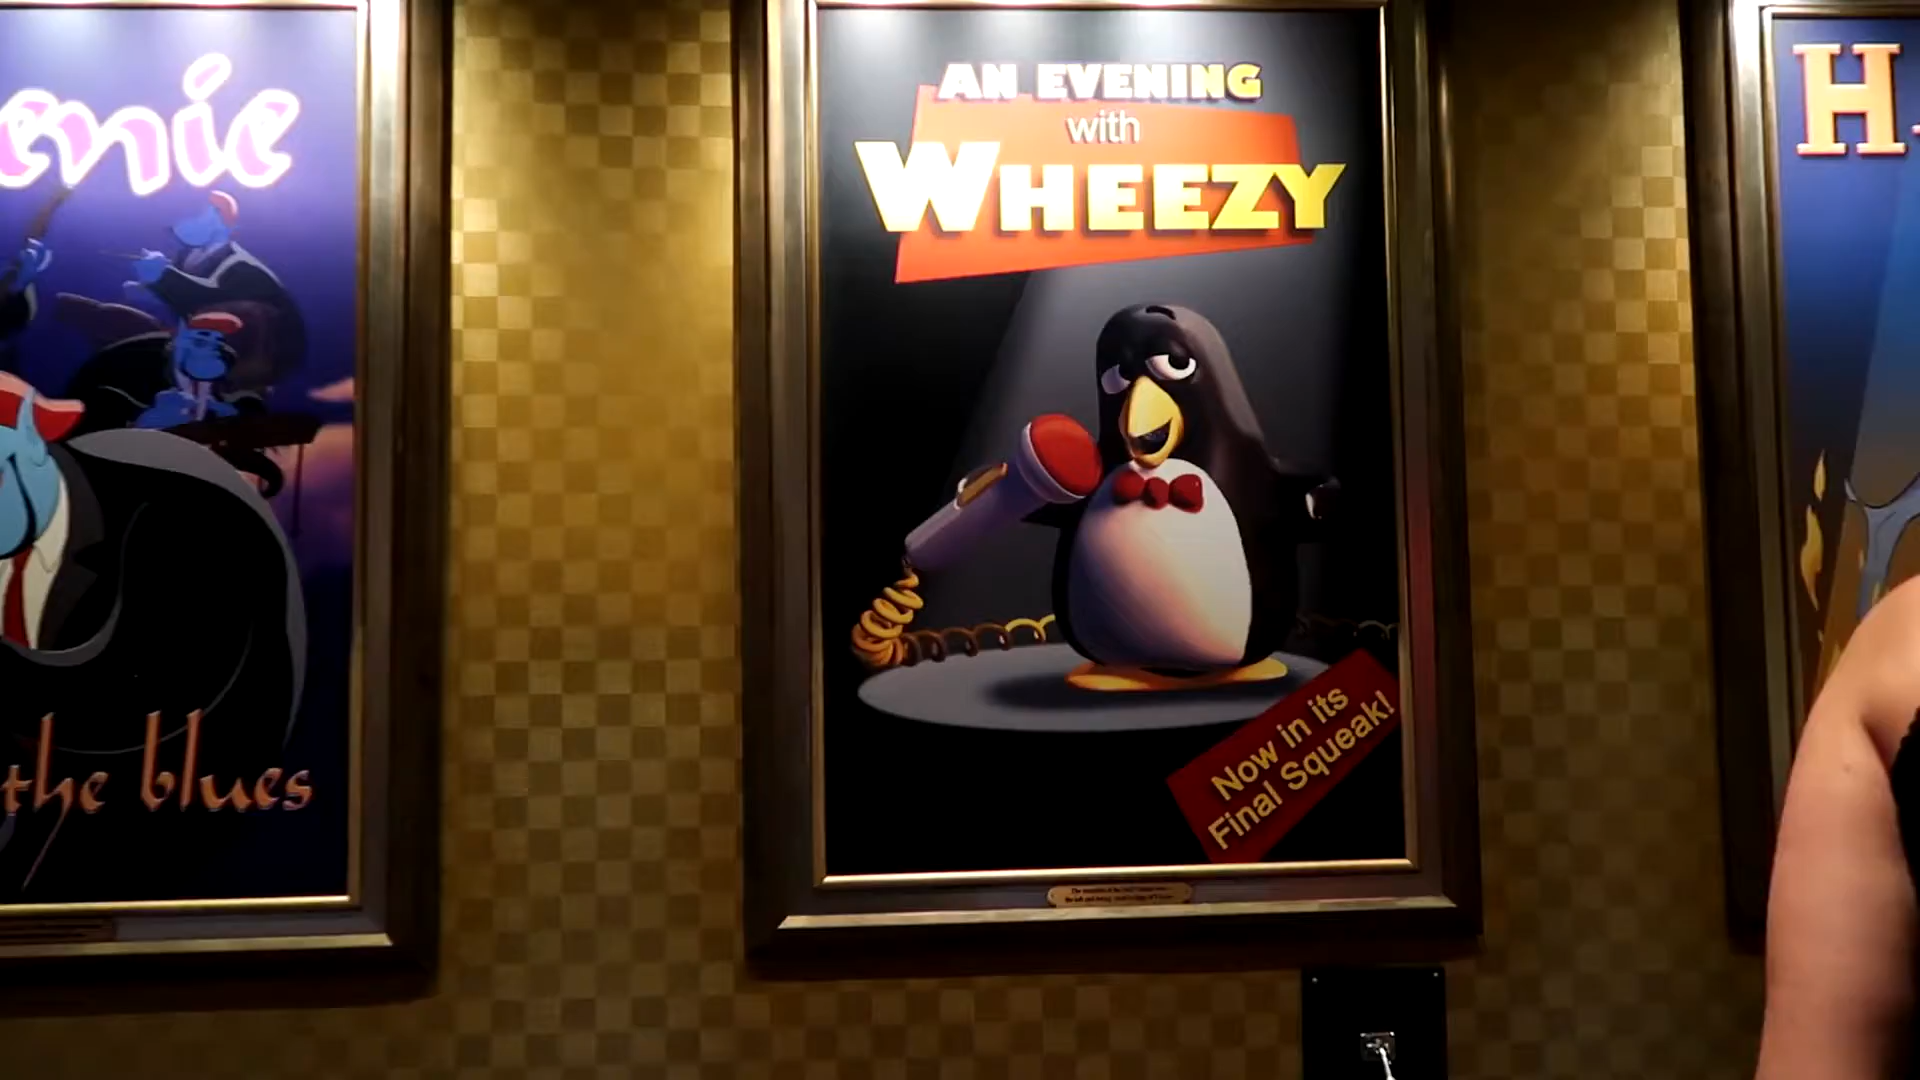 enie
the blues
AN EVENING
with
WHEEZY
Now in its
Final Squeak!
H